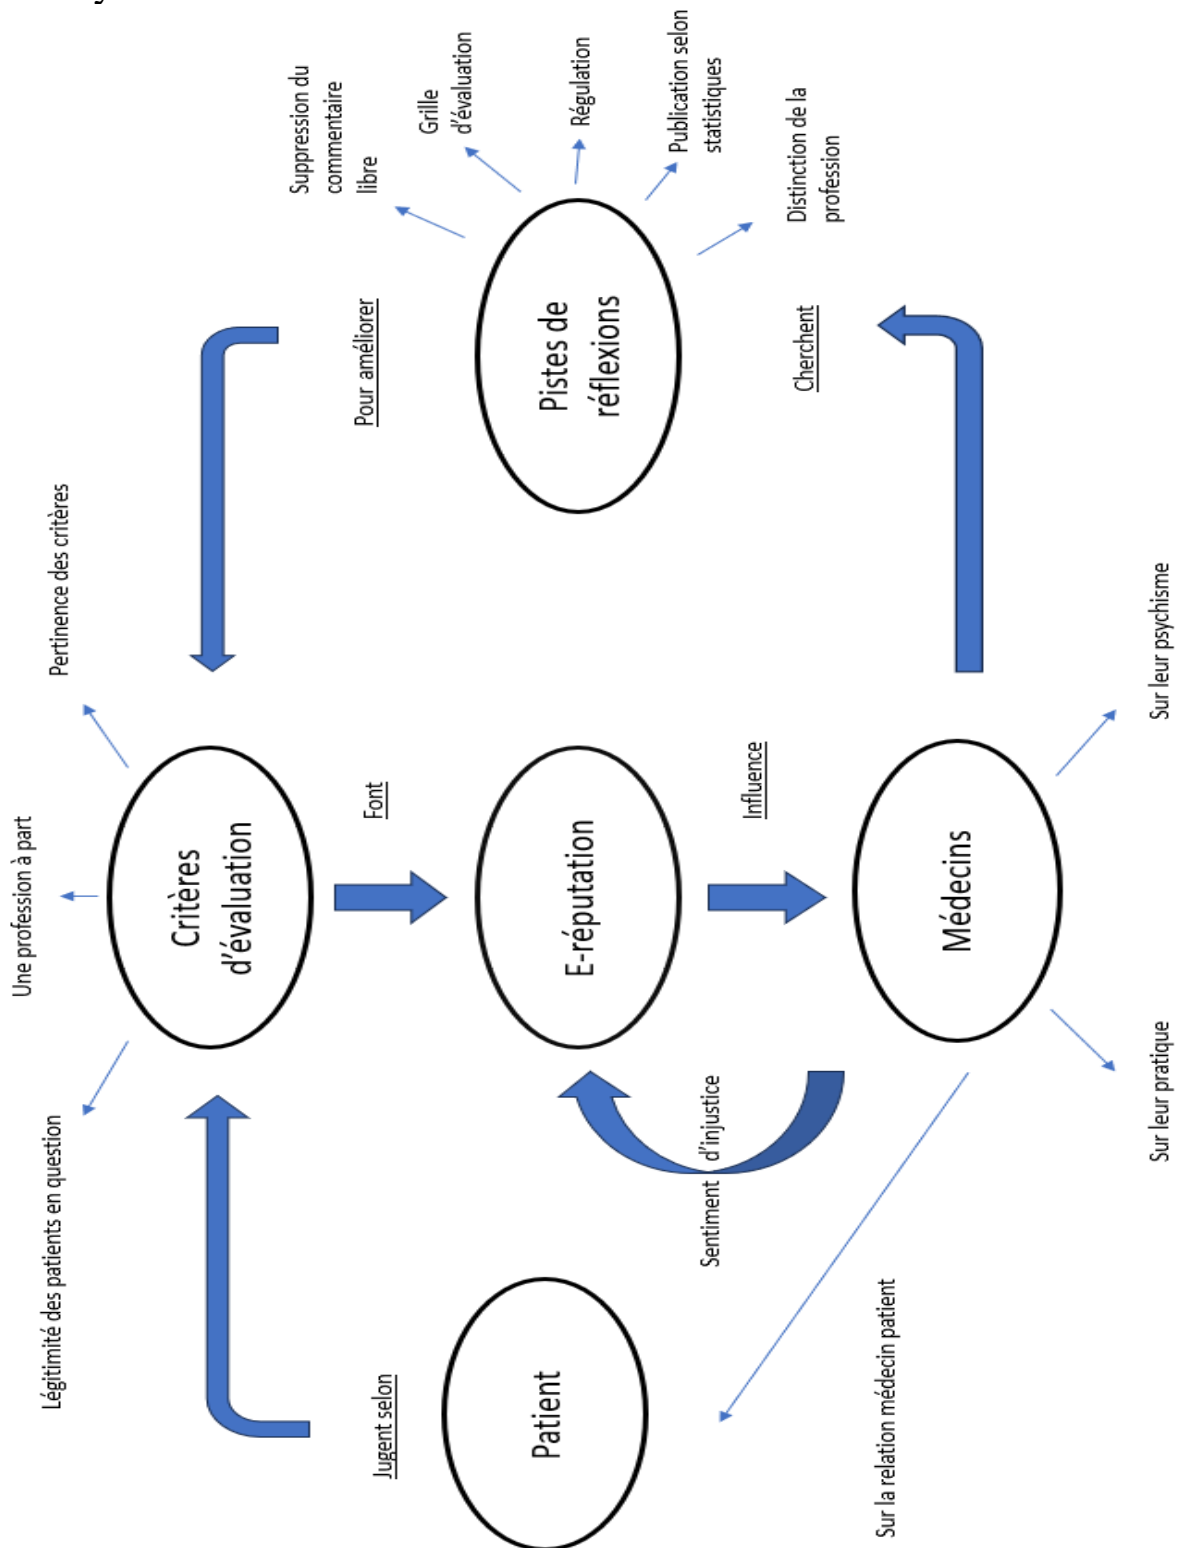 Légitimité des patients en question
Une profession à part
Pertinence des critères
Critères
d'évaluation
Jugent selon
Font
Pour améliorer
Suppression du
commentaire
libre
Grille
d'évaluation
Régulation
Publication selon
statistiques
Distinction de la
profession
Patient
E-réputation
Pistes de
réflexions
Sentiment d'injustice
Influence
Cherchent
Sur la relation médecin patient
Médecins
Sur leur pratique
Sur leur psychisme